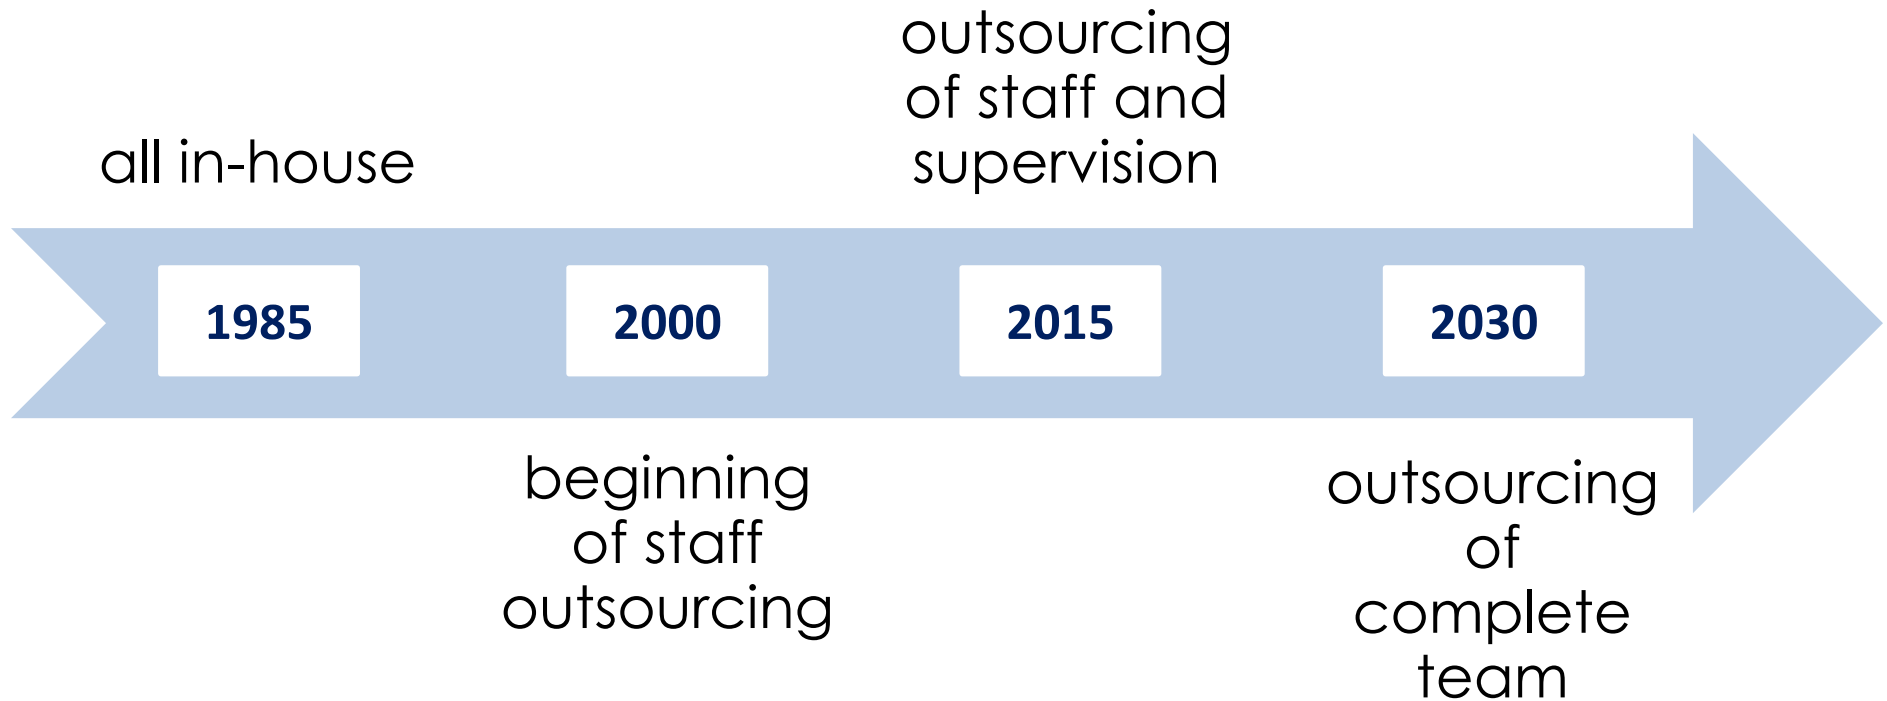 all in-house
1985
beginning
of staff
outsourcing
2000
outsourcing
of staff and
supervision
2015
2030
outsourcing
of
complete
team